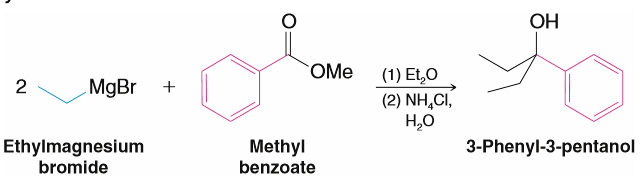 O
OH
2
MgBr
+
OMe
(1) Et₂O
(2) NH₄Cl,
H₂O
Ethylmagnesium
bromide
Methyl
benzoate
3-Phenyl-3-pentanol